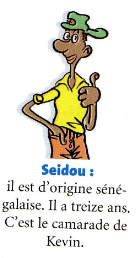 Seidou :
il est d'origine séné-
galaise. Il a treize ans.
C'est le camarade de
Kevin.